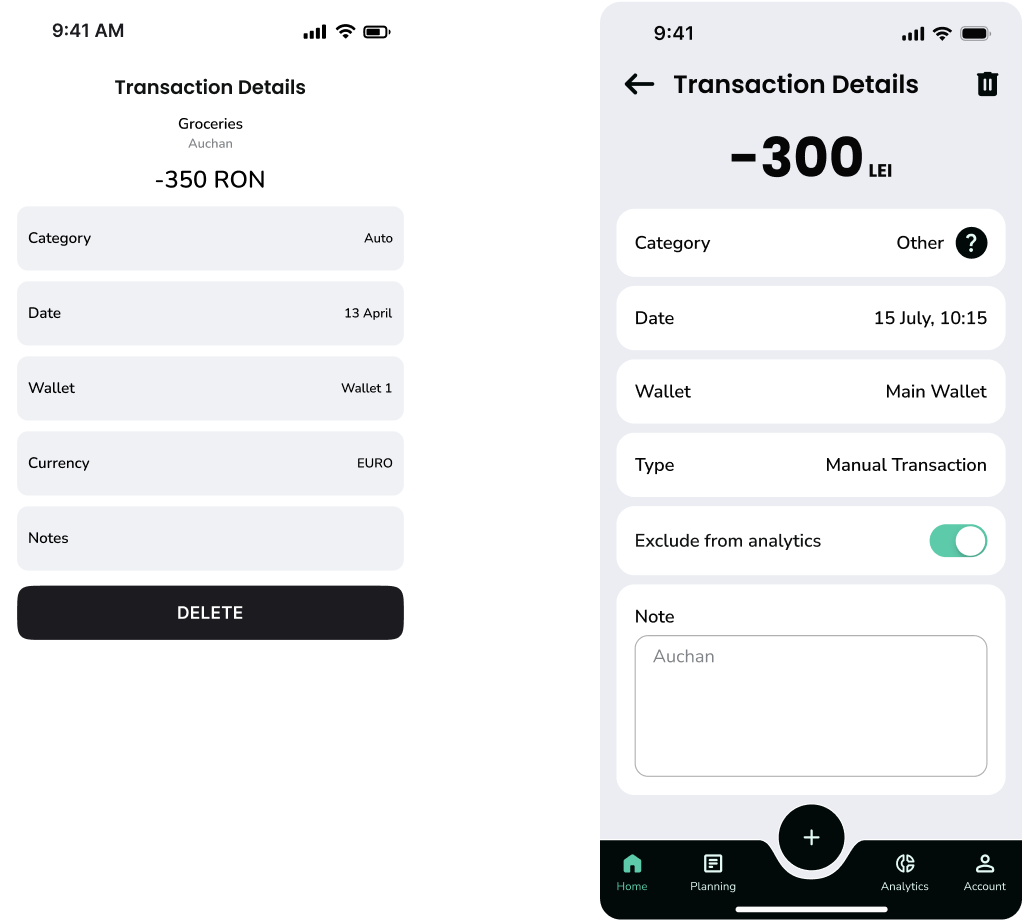 9:41 AM
Transaction Details
Groceries
Auchan
-350 RON
Category Auto
Date 13 April
Wallet Wallet 1
Currency EURO
Notes
DELETE
9:41
Transaction Details
-300 LEI
Category Other ?
Date 15 July, 10:15
Wallet Main Wallet
Type Manual Transaction
Exclude from analytics
Note
Auchan
+
Home Planning Analytics Account